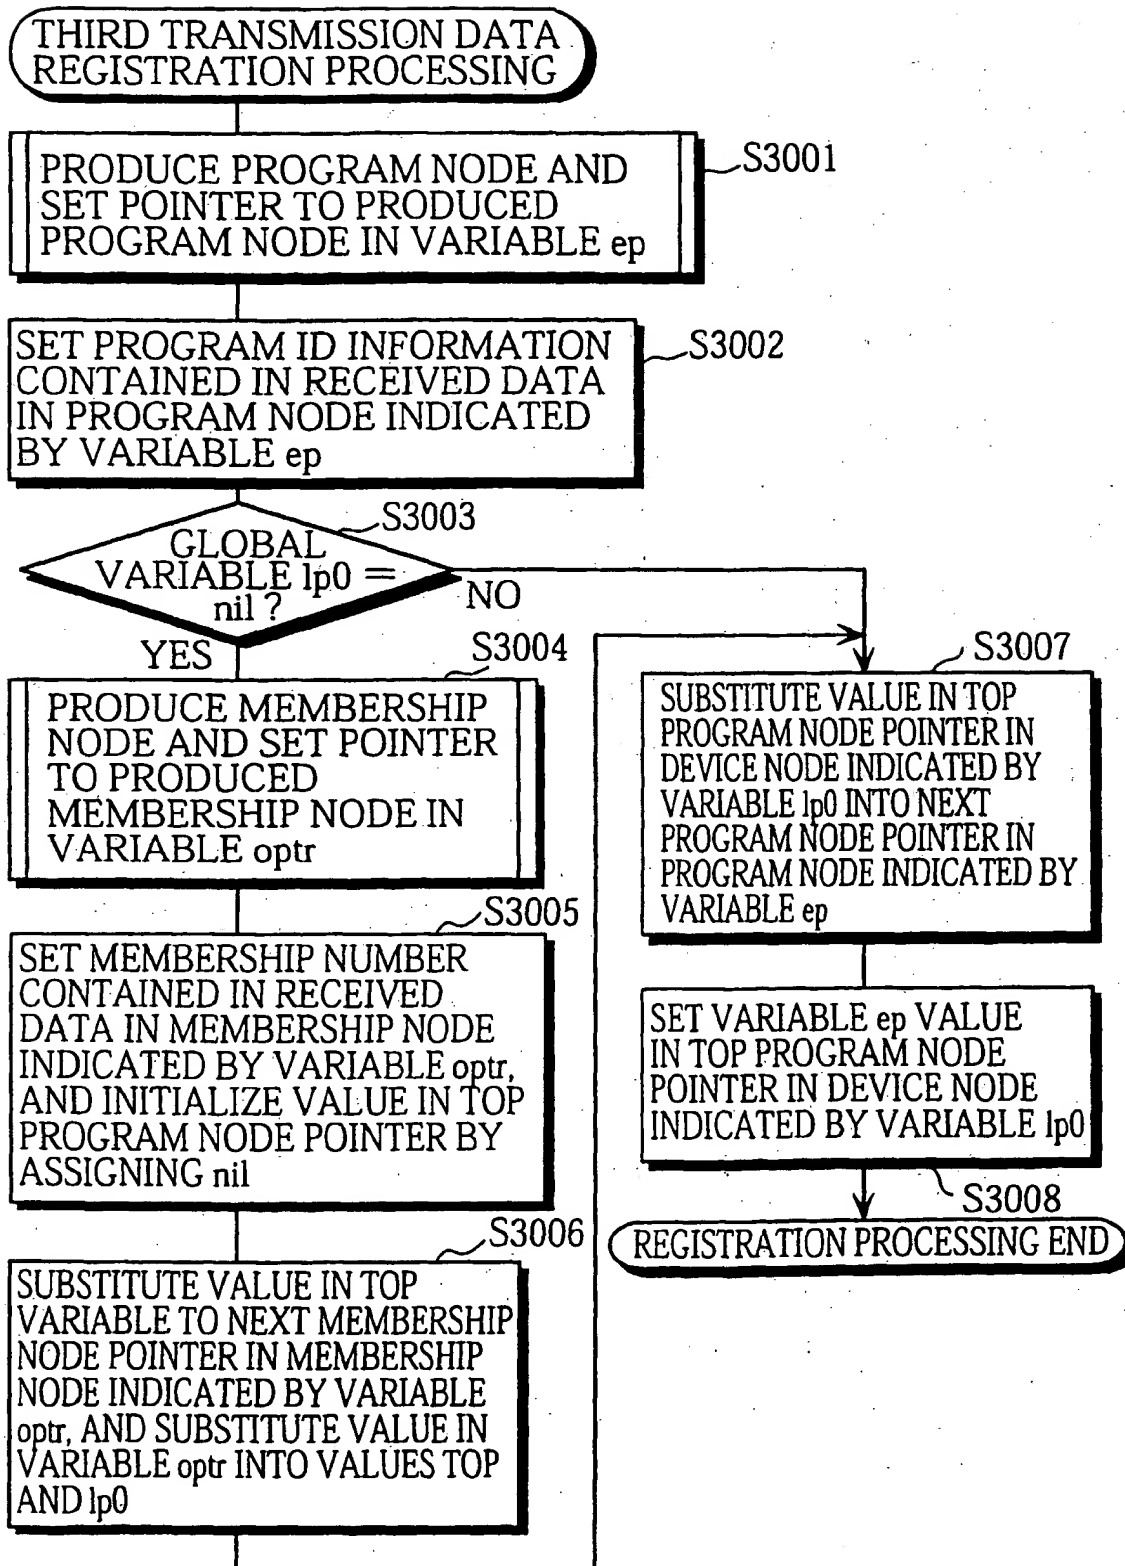 THIRD TRANSMISSION DATA
REGISTRATION PROCESSING
S3001
PRODUCE PROGRAM NODE AND
SET POINTER TO PRODUCED
PROGRAM NODE IN VARIABLE ep
S3002
SET PROGRAM ID INFORMATION
CONTAINED IN RECEIVED DATA
IN PROGRAM NODE INDICATED
BY VARIABLE ep
S3003
GLOBAL
VARIABLE lp0 =
nil ?
NO
YES
S3004
PRODUCE MEMBERSHIP
NODE AND SET POINTER
TO PRODUCED
MEMBERSHIP NODE IN
VARIABLE optr
S3005
SET MEMBERSHIP NUMBER
CONTAINED IN RECEIVED
DATA IN MEMBERSHIP NODE
INDICATED BY VARIABLE optr,
AND INITIALIZE VALUE IN TOP
PROGRAM NODE POINTER BY
ASSIGNING nil
S3006
SUBSTITUTE VALUE IN TOP
VARIABLE TO NEXT MEMBERSHIP
NODE POINTER IN MEMBERSHIP
NODE INDICATED BY VARIABLE
optr, AND SUBSTITUTE VALUE IN
VARIABLE optr INTO VALUES TOP
AND lp0
S3007
SUBSTITUTE VALUE IN TOP
PROGRAM NODE POINTER IN
DEVICE NODE INDICATED BY
VARIABLE lp0 INTO NEXT
PROGRAM NODE POINTER IN
PROGRAM NODE INDICATED BY
VARIABLE ep
SET VARIABLE ep VALUE
IN TOP PROGRAM NODE
POINTER IN DEVICE NODE
INDICATED BY VARIABLE lp0
S3008
REGISTRATION PROCESSING END